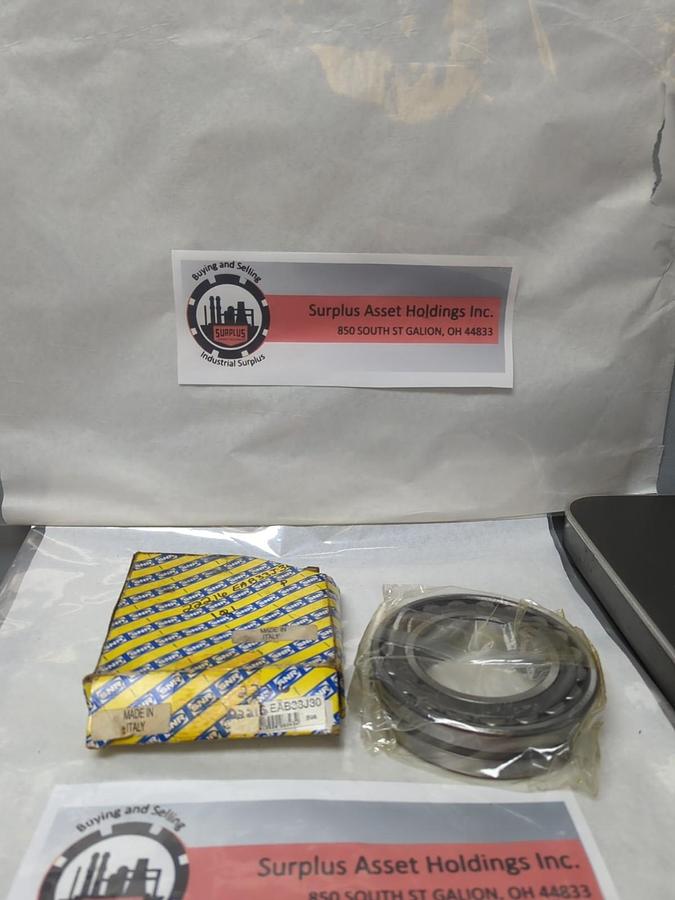 Buying and Selling
SURPLUS
Industrial Surplus
Surplus Asset Holdings Inc.
850 SOUTH ST GALION, OH 44833
SNR
MADE IN
ITALY
MADE IN
ITALY
EAB33J30
Buying and Selling
Surplus Asset Holdings Inc.
850 SOUTH ST GALION, OH 44833